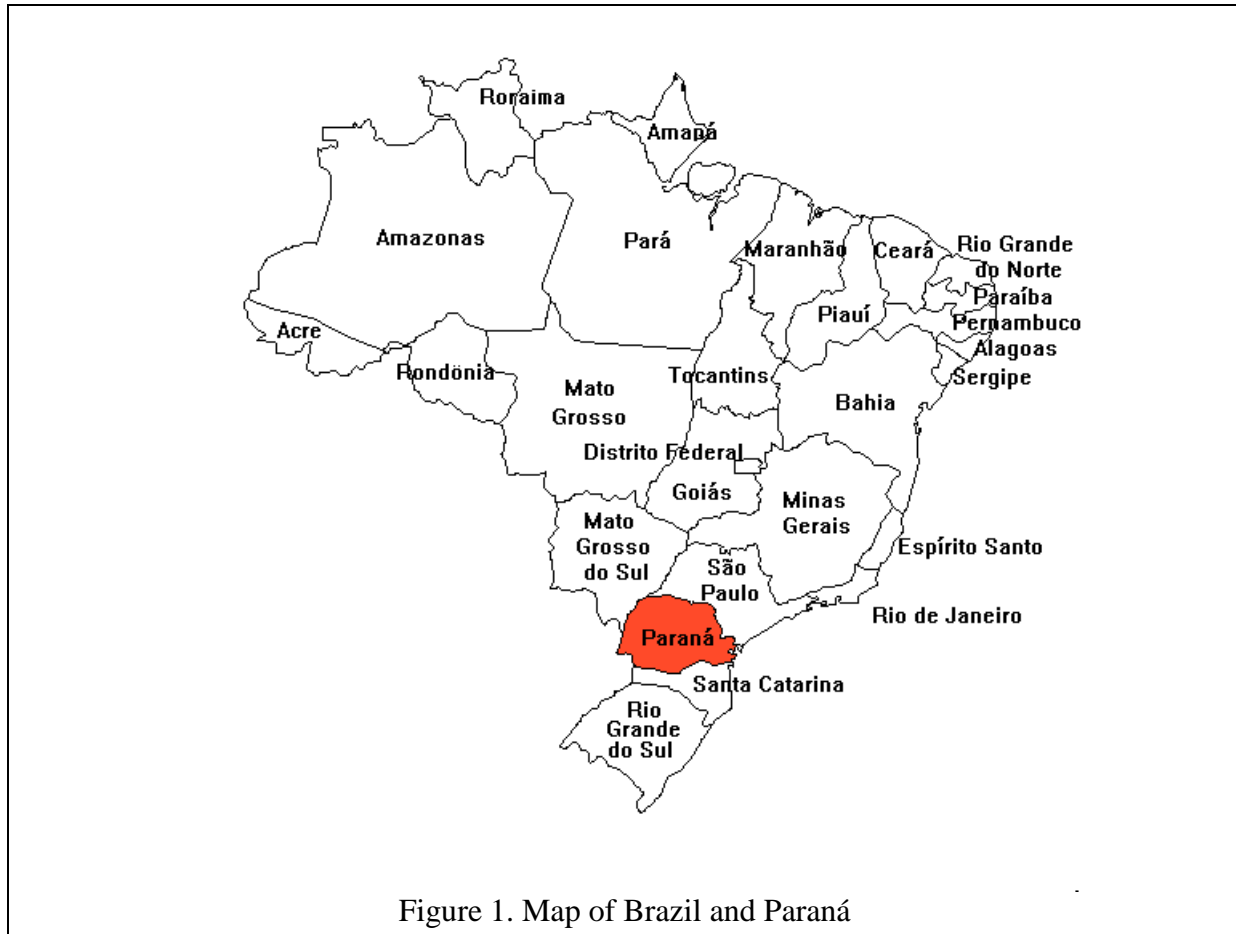 Roraima
Amapá
Amazonas
Pará
Maranhão
Ceará
Rio Grande
do Norte
Paraíba
Piauí
Pernambuco
Acre
Alagoas
Rondönia
Tocantins
Sergipe
Mato
Grosso
Bahia
Distrito Federal
Goiás
Minas
Gerais
Mato
Grosso
do Sul
Espírito Santo
São
Paulo
Rio de Janeiro
Paraná
Santa Catarina
Rio
Grande
do Sul
Figure 1. Map of Brazil and Paraná